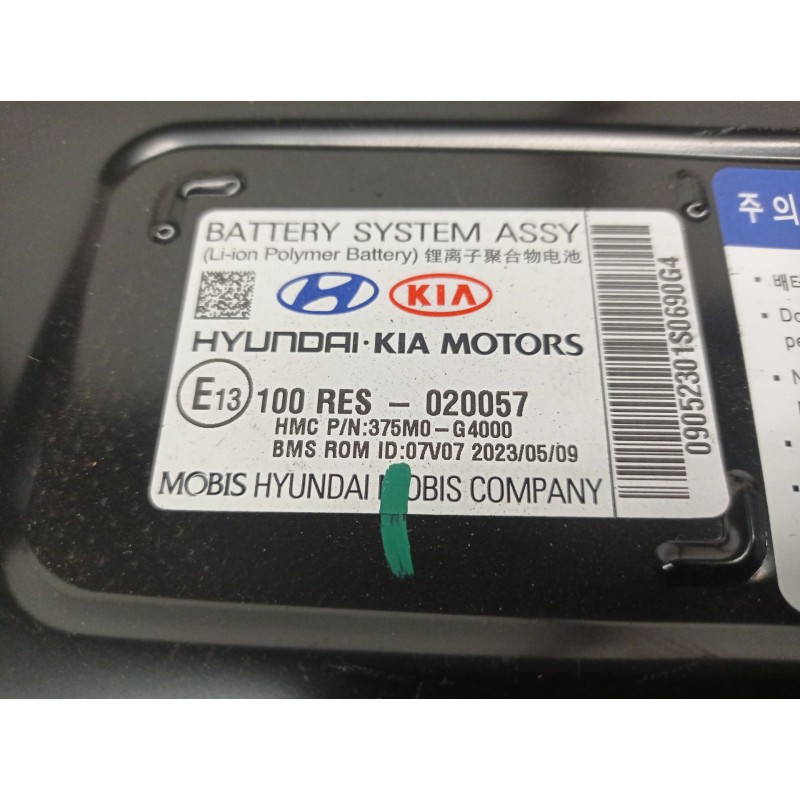 BATTERY SYSTEM ASSY
(Li-ion Polymer Battery) 锂离子聚合物电池
KIA
HYUNDAI·KIA MOTORS
E13 100 RES - 020057
HMC P/N:375M0-G4000
BMS ROM ID:07V07 2023/05/09
MOBIS HYUNDAI MOBIS COMPANY
09052301S0690G4
주의